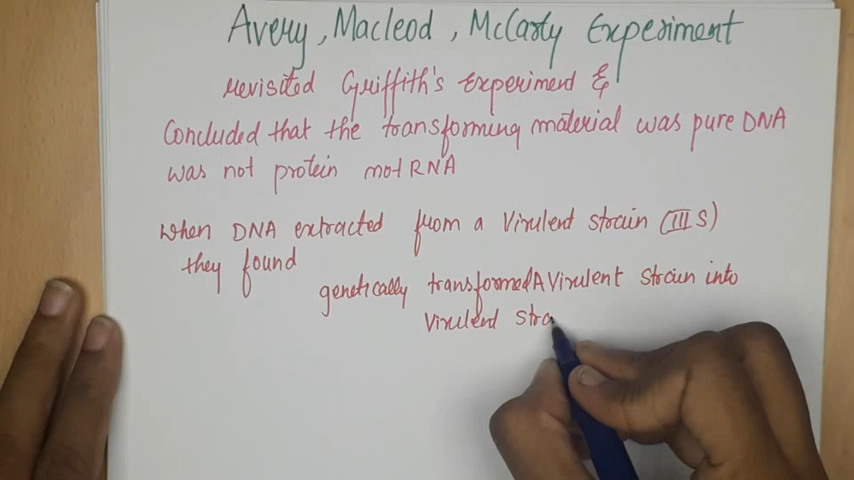 Avery, Macleod, McCarty Experiment
revisited Griffith's Experiment &
Concluded that the transforming material was pure DNA
was not protein not RNA
When DNA extracted from a Virulent strain (III S)
they found
genetically transformed A Virulent strain into
Virulent stra